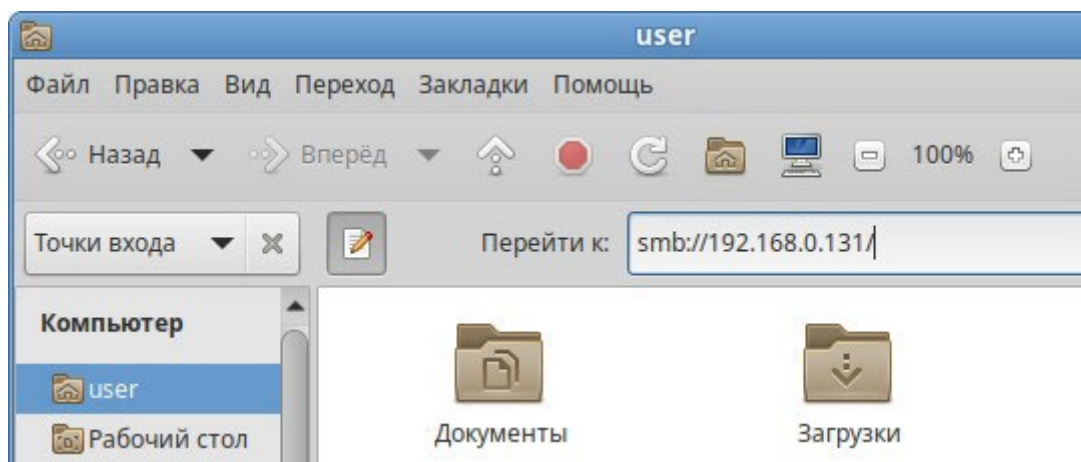 user
Файл Правка Вид Переход Закладки Помощь
Назад Вперёд 100%
Точки входа Перейти к: smb://192.168.0.131/
Компьютер
user
Рабочий стол
Документы Загрузки